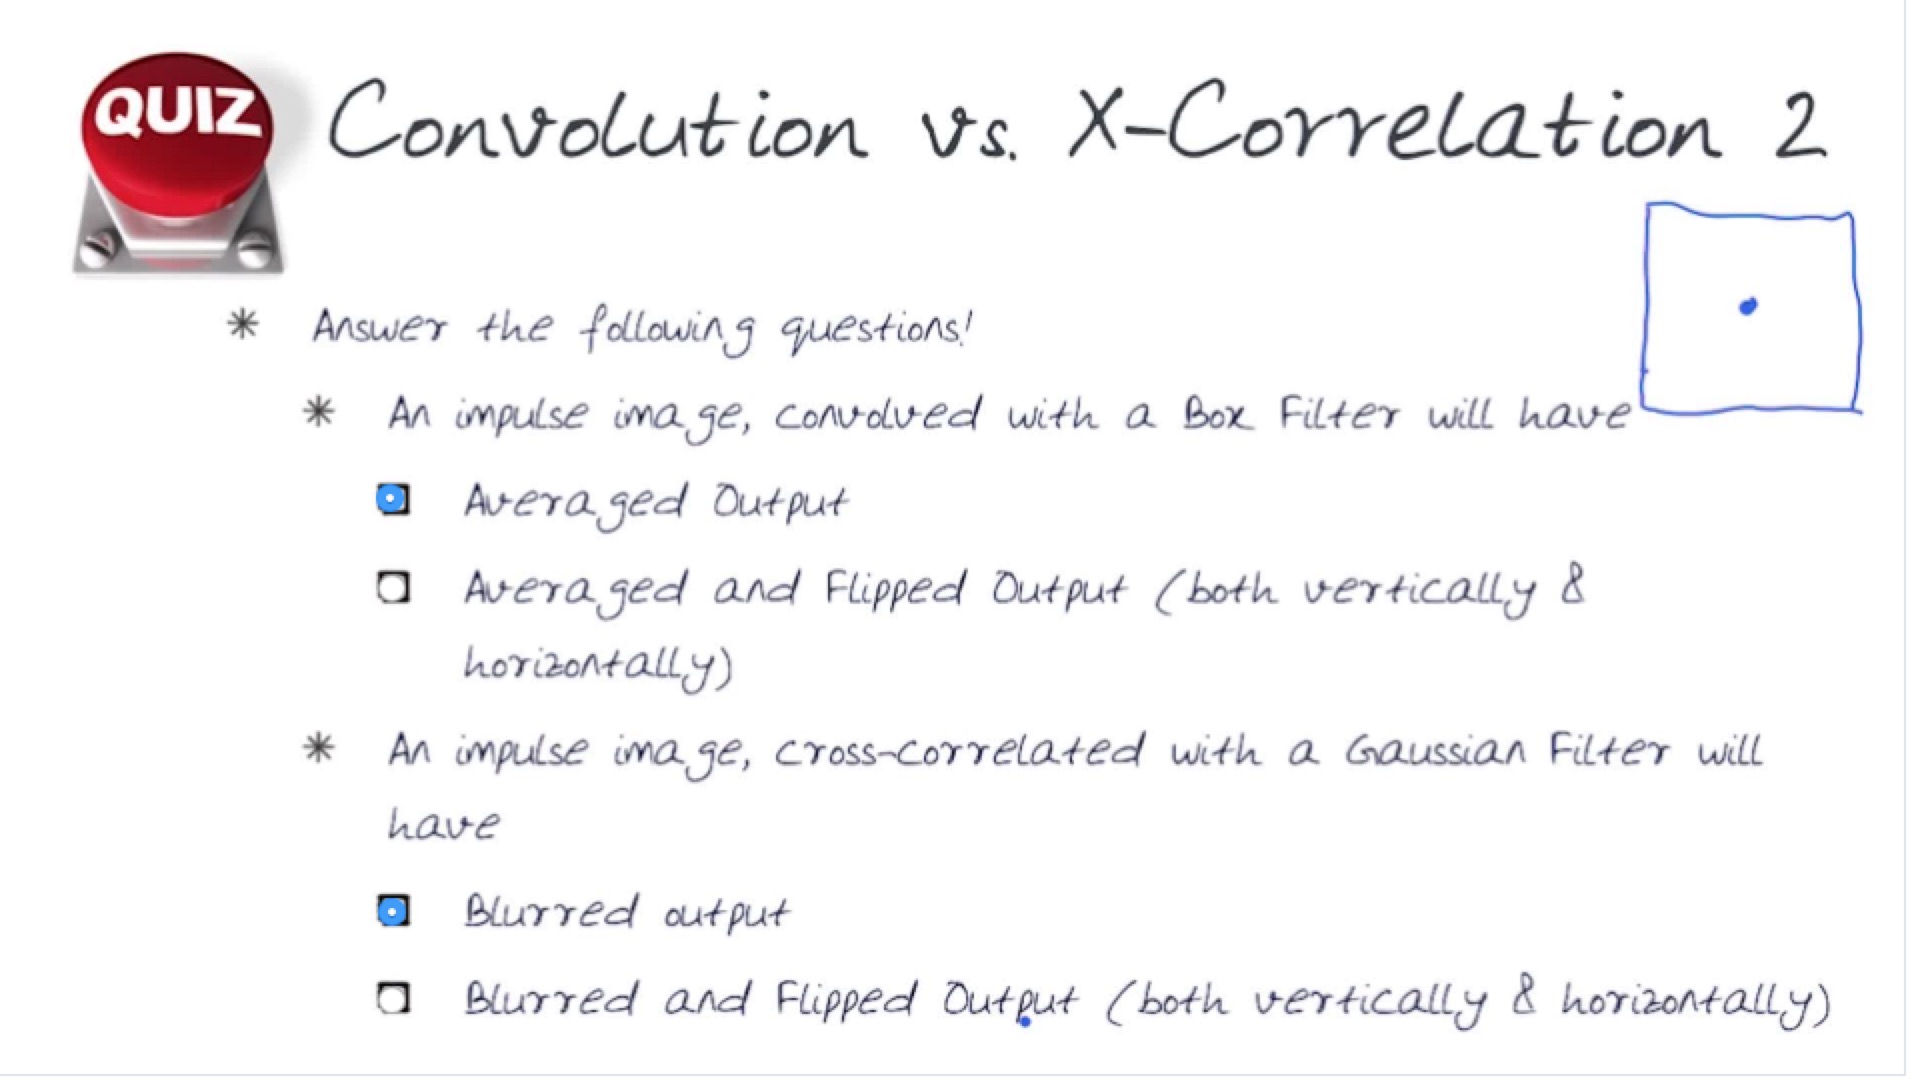 QUIZ
Convolution vs. X-Correlation 2
Answer the following questions!
An impulse image, convolved with a Box Filter will have
Averaged Output
Averaged and Flipped Output (both vertically &
horizontally)
An impulse image, cross-correlated with a Gaussian Filter will
have
Blurred output
Blurred and Flipped Output (both vertically & horizontally)